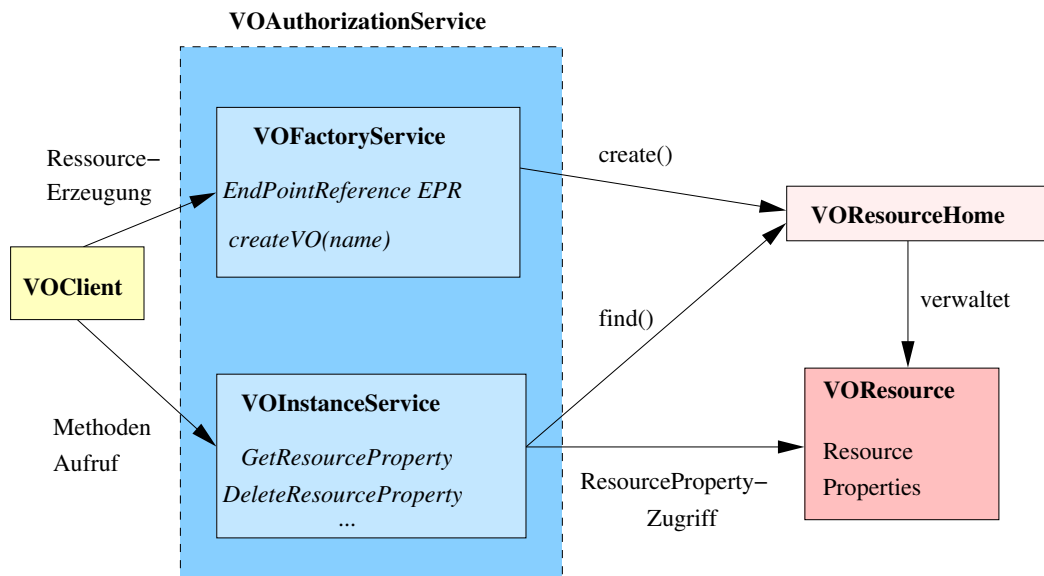 VOAuthorizationService
VOFactoryService
EndPointReference EPR
createVO(name)
Ressource−
Erzeugung
VOClient
Methoden
Aufruf
VOInstanceService
GetResourceProperty
DeleteResourceProperty
...
create()
find()
VOResourceHome
verwaltet
ResourceProperty−
Zugriff
VOResource
Resource
Properties